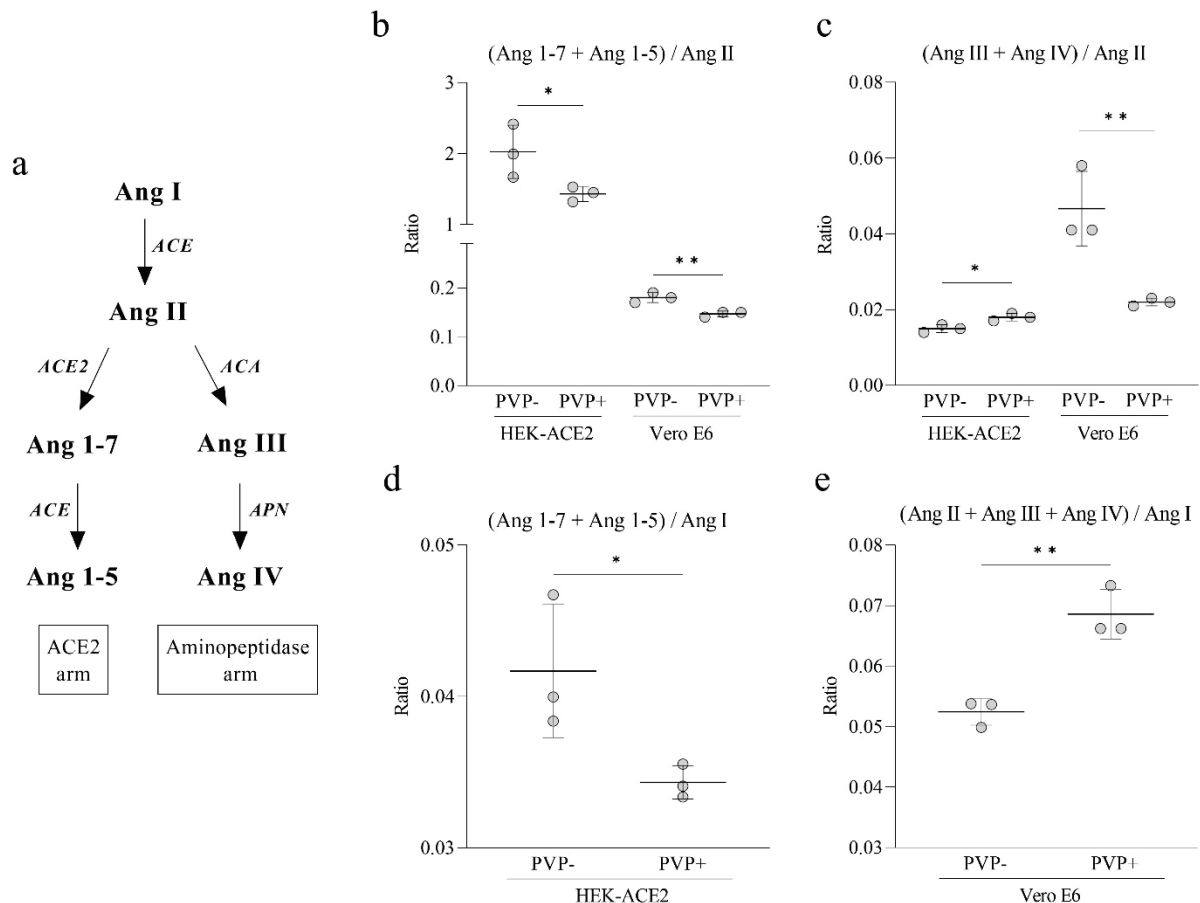 a
Ang I
ACE
Ang II
ACE2
ACA
Ang 1-7
Ang III
ACE
APN
Ang 1-5
Ang IV
ACE2
arm
Aminopeptidase
arm
b
(Ang 1-7 + Ang 1-5) / Ang II
Ratio
3
2
1
0.2
0.1
0.0
*
* *
PVP- PVP+ PVP- PVP+
HEK-ACE2 Vero E6
c
(Ang III + Ang IV) / Ang II
Ratio
0.08
0.06
0.04
0.02
0.00
*
* *
PVP- PVP+ PVP- PVP+
HEK-ACE2 Vero E6
d
(Ang 1-7 + Ang 1-5) / Ang I
Ratio
0.05
0.04
0.03
*
PVP- PVP+
HEK-ACE2
e
(Ang II + Ang III + Ang IV) / Ang I
Ratio
0.08
0.07
0.06
0.05
0.04
0.03
* *
PVP- PVP+
Vero E6